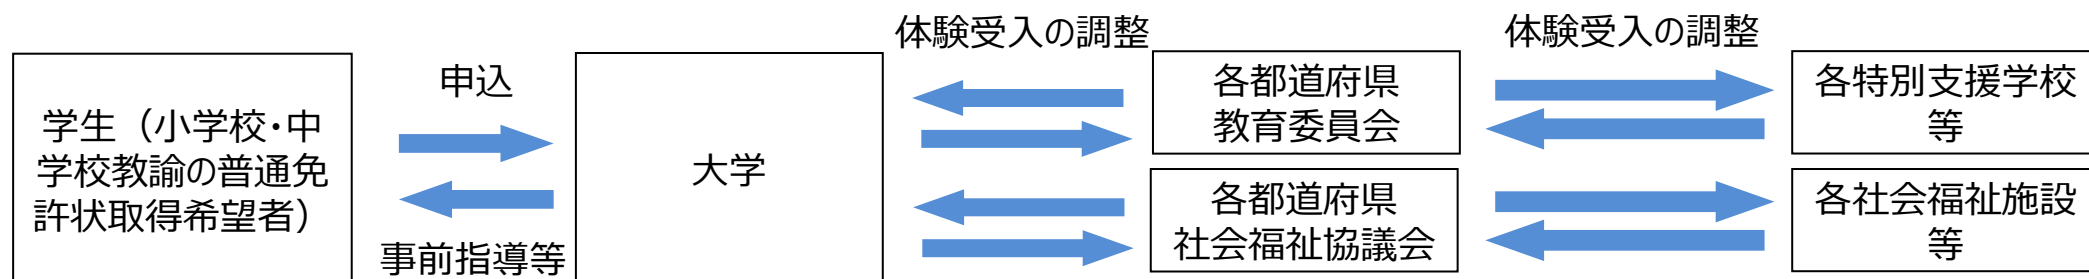 学生（小学校・中
学校教諭の普通免
許状取得希望者）
申込
事前指導等
大学
体験受入の調整
各都道府県
教育委員会
各都道府県
社会福祉協議会
体験受入の調整
各特別支援学校
等
各社会福祉施設
等